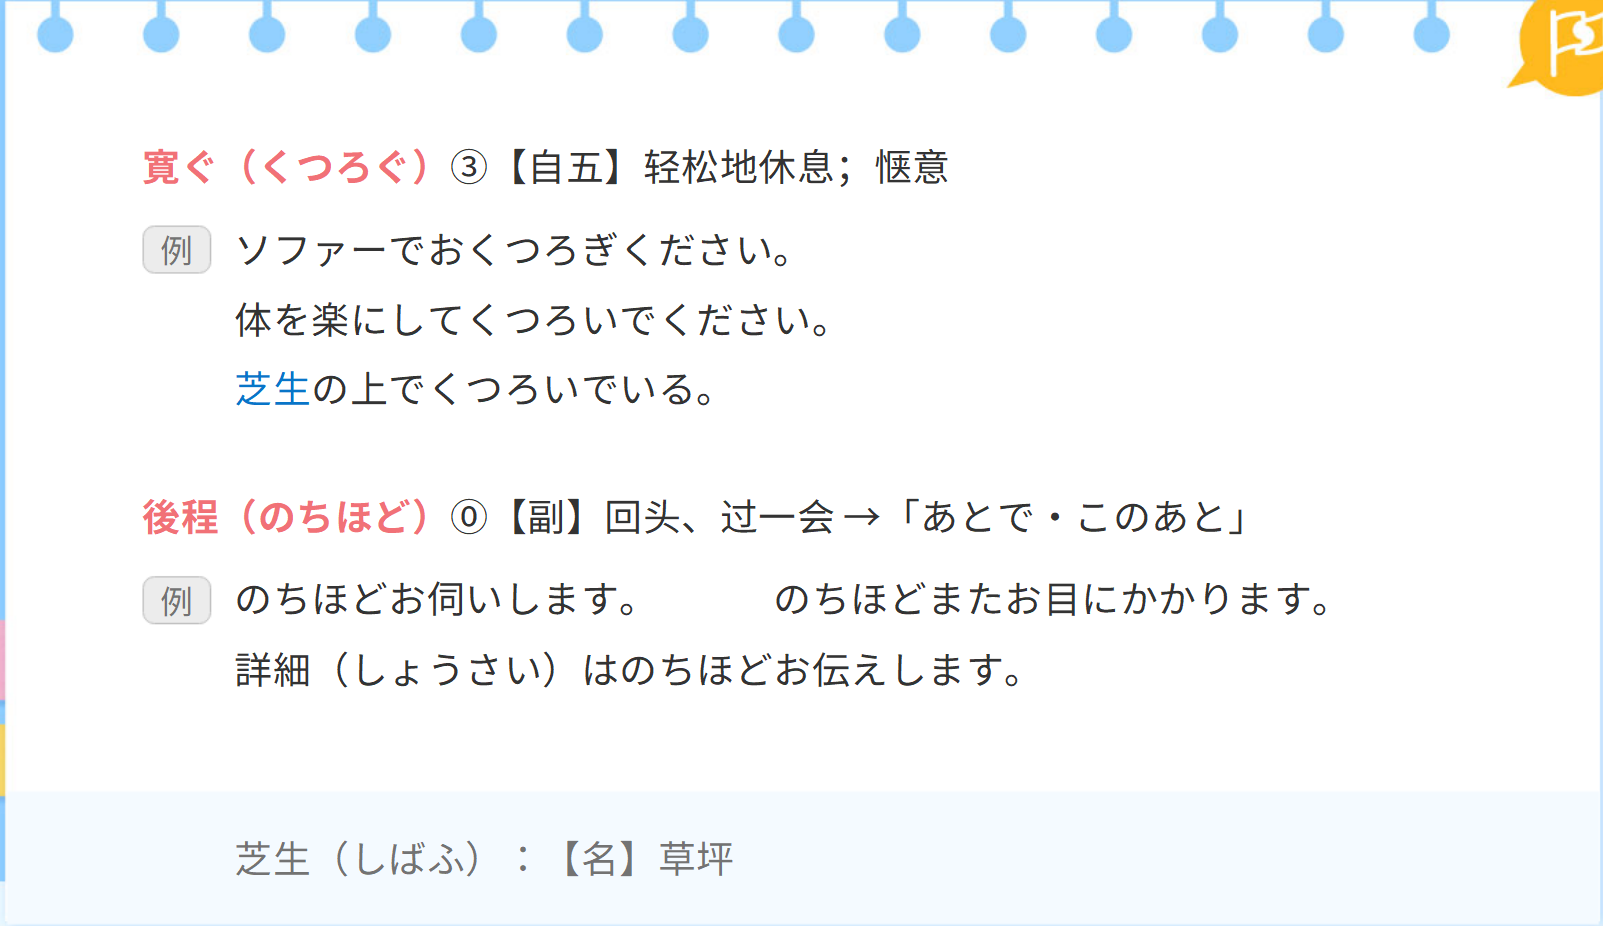 寛ぐ（くつろぐ）③【自五】轻松地休息；惬意
例 ソファーでおくつろぎください。
体を楽にしてくつろいでください。
芝生の上でくつろいでいる。
後程（のちほど）⓪【副】回头、过一会→「あとで・このあと」
例 のちほどお伺いします。 のちほどまたお目にかかります。
詳細（しょうさい）はのちほどお伝えします。
芝生（しばふ）：【名】草坪